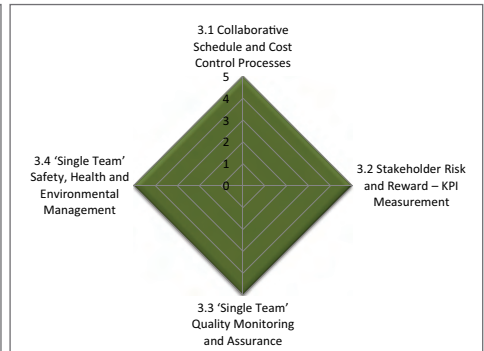 3.1 Collaborative
Schedule and Cost
Control Processes
5
4
3
2
1
0
3.4 ‘Single Team’
Safety, Health and
Environmental
Management
3.2 Stakeholder Risk
and Reward – KPI
Measurement
3.3 ‘Single Team’
Quality Monitoring
and Assurance